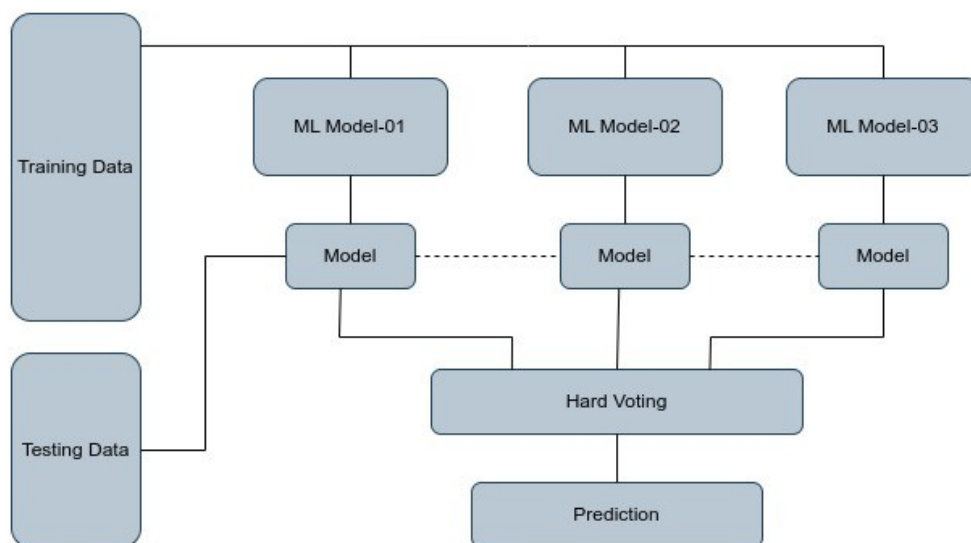 ML Model-01
ML Model-02
ML Model-03
Training Data
Model
Model
Model
Hard Voting
Testing Data
Prediction